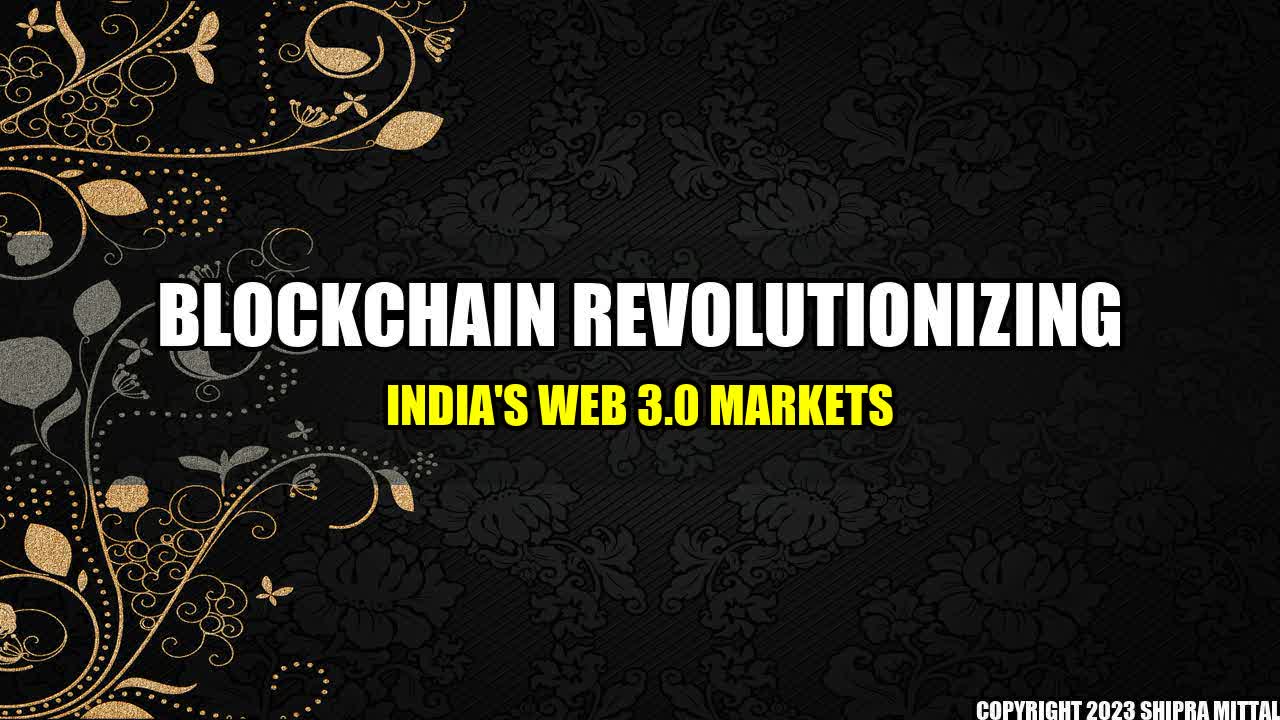 BLOCKCHAIN REVOLUTIONIZING
INDIA'S WEB 3.0 MARKETS
COPYRIGHT 2023 SHIPRA MITTAL